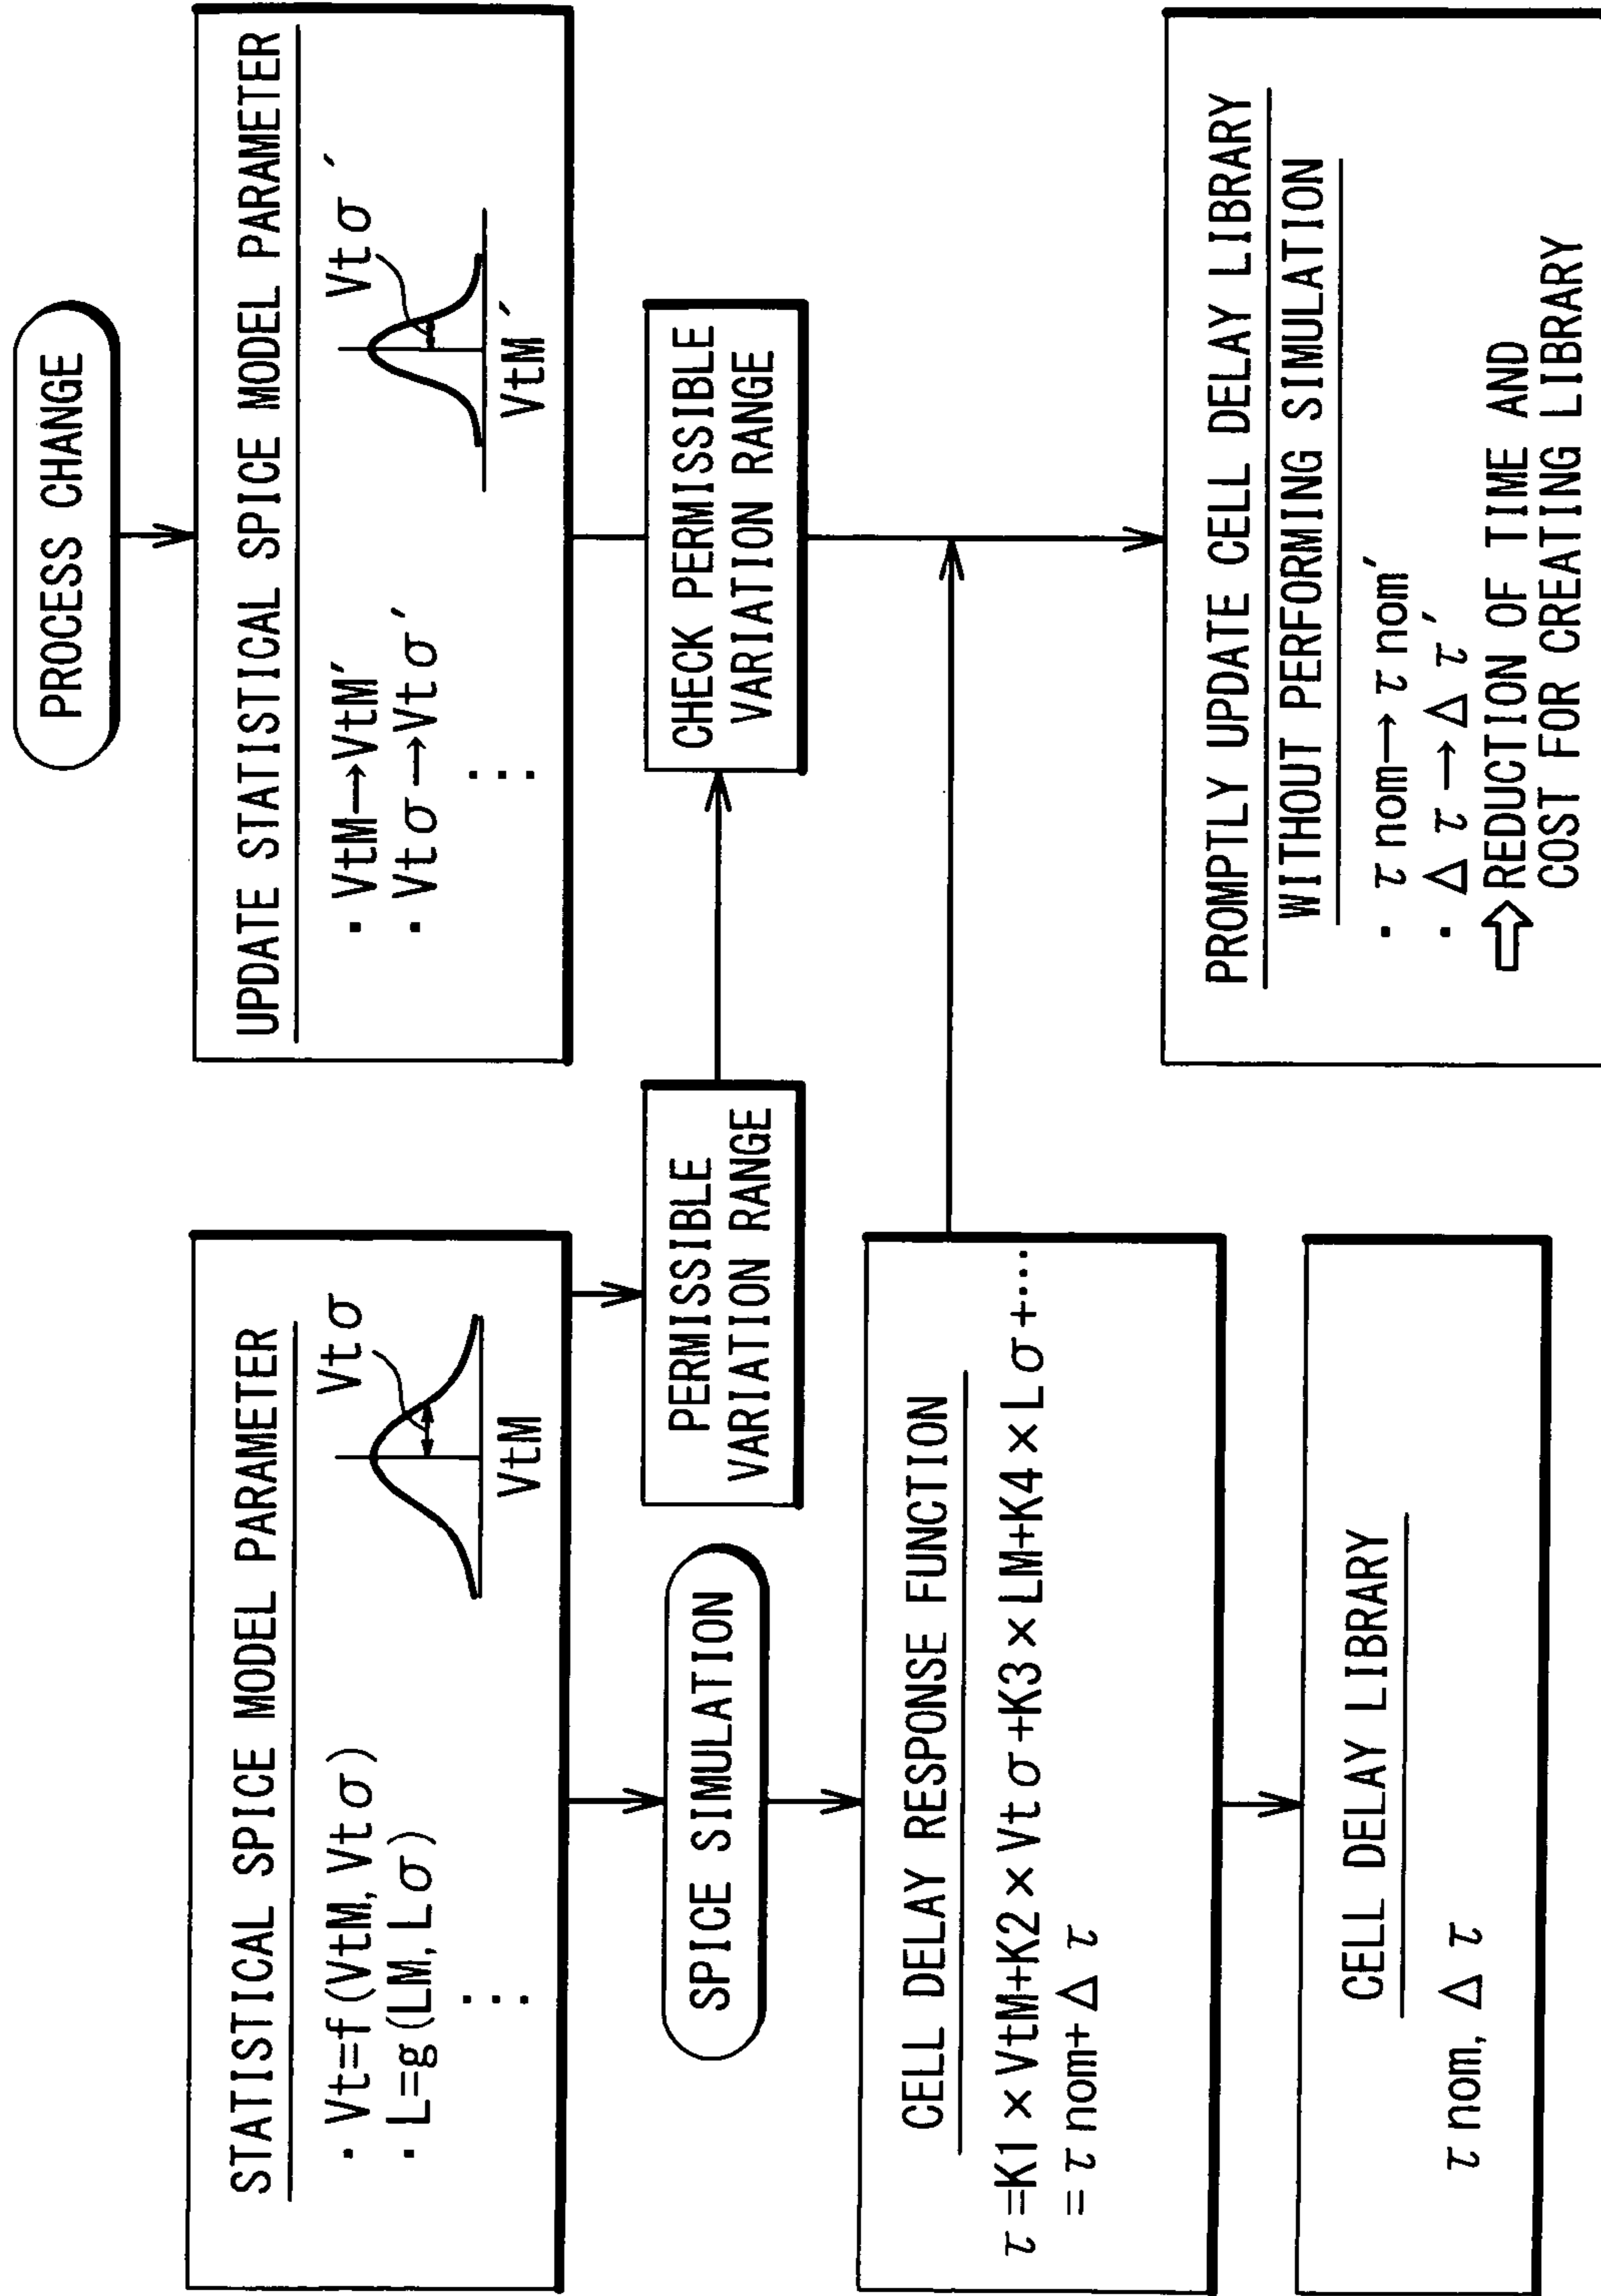 STATISTICAL SPICE MODEL PARAMETER
・Vt=f(VtM, Vtσ)
・L=g(LM, Lσ)
⋮
Vtσ
VtM
SPICE SIMULATION
PERMISSIBLE
VARIATION RANGE
CELL DELAY RESPONSE FUNCTION
τ=K1×VtM+K2×Vtσ+K3×LM+K4×Lσ+⋯
=τnom+Δτ
CELL DELAY LIBRARY
τnom, Δτ
PROCESS CHANGE
UPDATE STATISTICAL SPICE MODEL PARAMETER
・VtM→VtM′
・Vtσ→Vtσ′
⋮
Vtσ′
VtM′
CHECK PERMISSIBLE
VARIATION RANGE
PROMPTLY UPDATE CELL DELAY LIBRARY
WITHOUT PERFORMING SIMULATION
・τnom→τnom′
・Δτ→Δτ′
⇨REDUCTION OF TIME AND
COST FOR CREATING LIBRARY